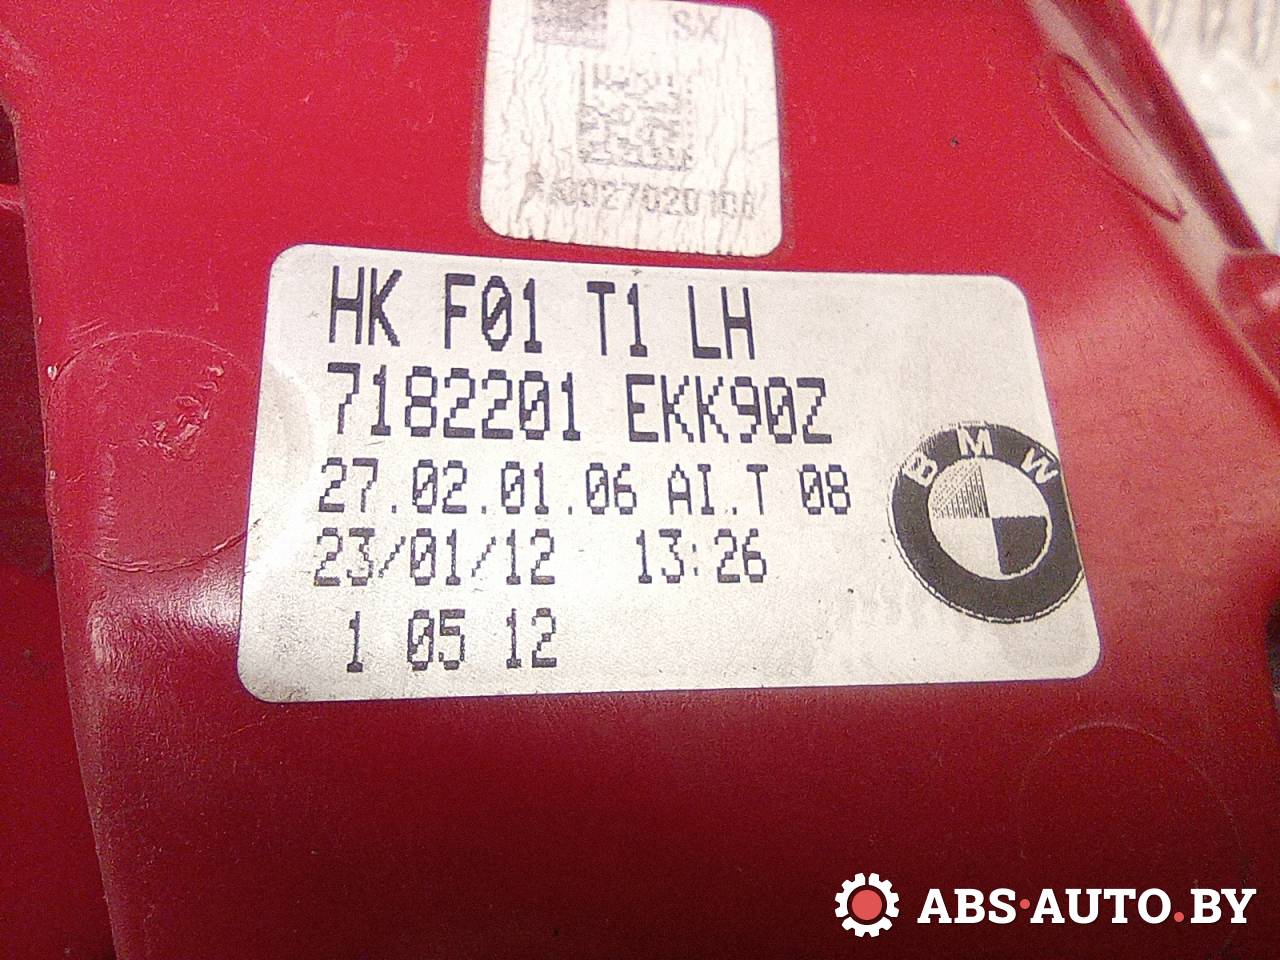 SX
HK F01 T1 LH
7182201 EKK90Z
27.02.01.06 AI..T 08
23/01/12 13:26
1 05 12
BMW
ABS·AUTO.BY